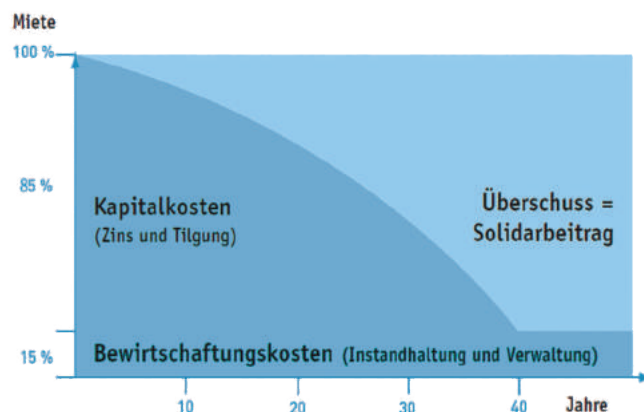 Miete
100 %
85 %
Kapitalkosten
(Zins und Tilgung)
Überschuss =
Solidarbeitrag
15 %
Bewirtschaftungskosten (Instandhaltung und Verwaltung)
10 20 30 40 Jahre